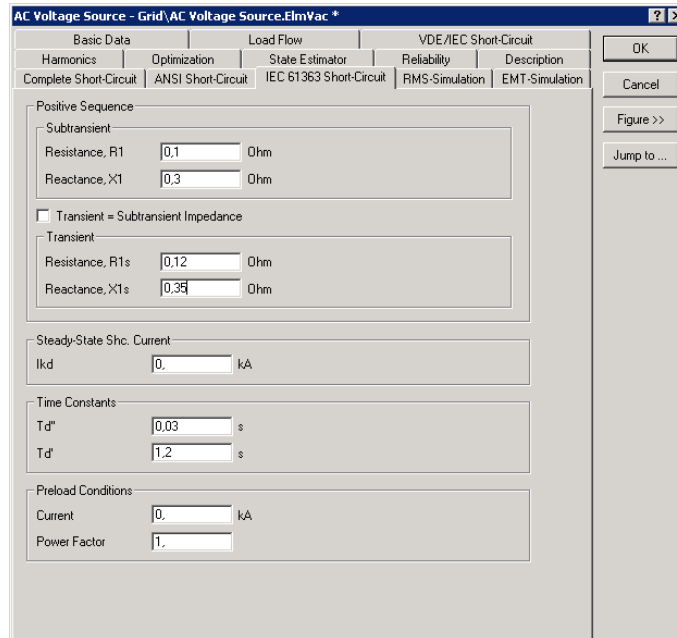 AC Voltage Source - Grid\AC Voltage Source.ElmVac *
Basic Data Load Flow VDE/IEC Short-Circuit
Harmonics Optimization State Estimator Reliability Description
Complete Short-Circuit ANSI Short-Circuit IEC 61363 Short-Circuit RMS-Simulation EMT-Simulation
OK
Cancel
Figure >>
Jump to ...
Positive Sequence
Subtransient
Resistance, R1 0,1 Ohm
Reactance, X1 0,3 Ohm
Transient = Subtransient Impedance
Transient
Resistance, R1s 0,12 Ohm
Reactance, X1s 0,35 Ohm
Steady-State Shc. Current
Ikd 0, kA
Time Constants
Td" 0,03 s
Td' 1,2 s
Preload Conditions
Current 0, kA
Power Factor 1,